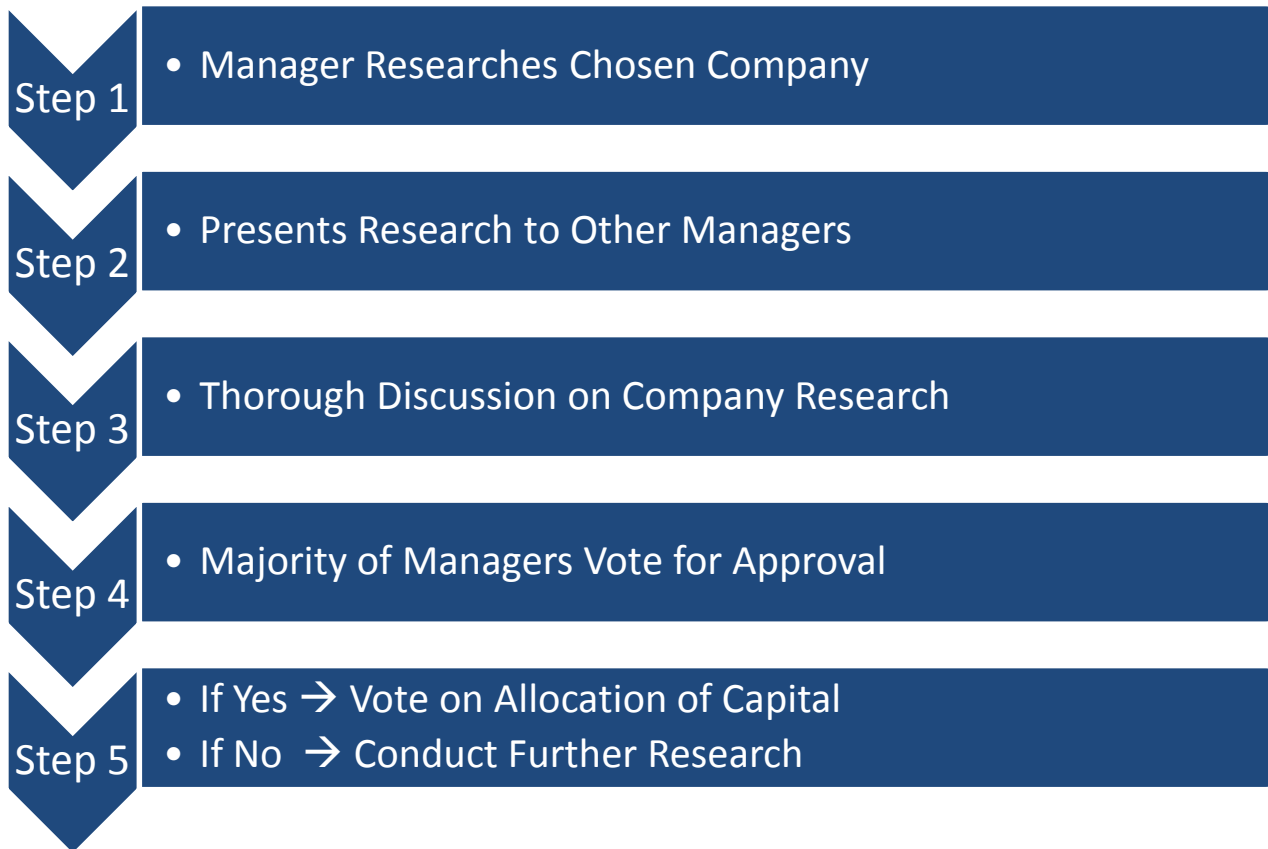 Step 1
• Manager Researches Chosen Company
Step 2
• Presents Research to Other Managers
Step 3
• Thorough Discussion on Company Research
Step 4
• Majority of Managers Vote for Approval
Step 5
• If Yes → Vote on Allocation of Capital
• If No → Conduct Further Research